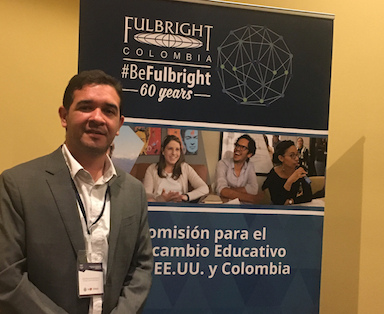 FULBRIGHT
COLOMBIA
#BeFulbright
60 years
omisión para el
cambio Educativo
EE.UU. y Colombia